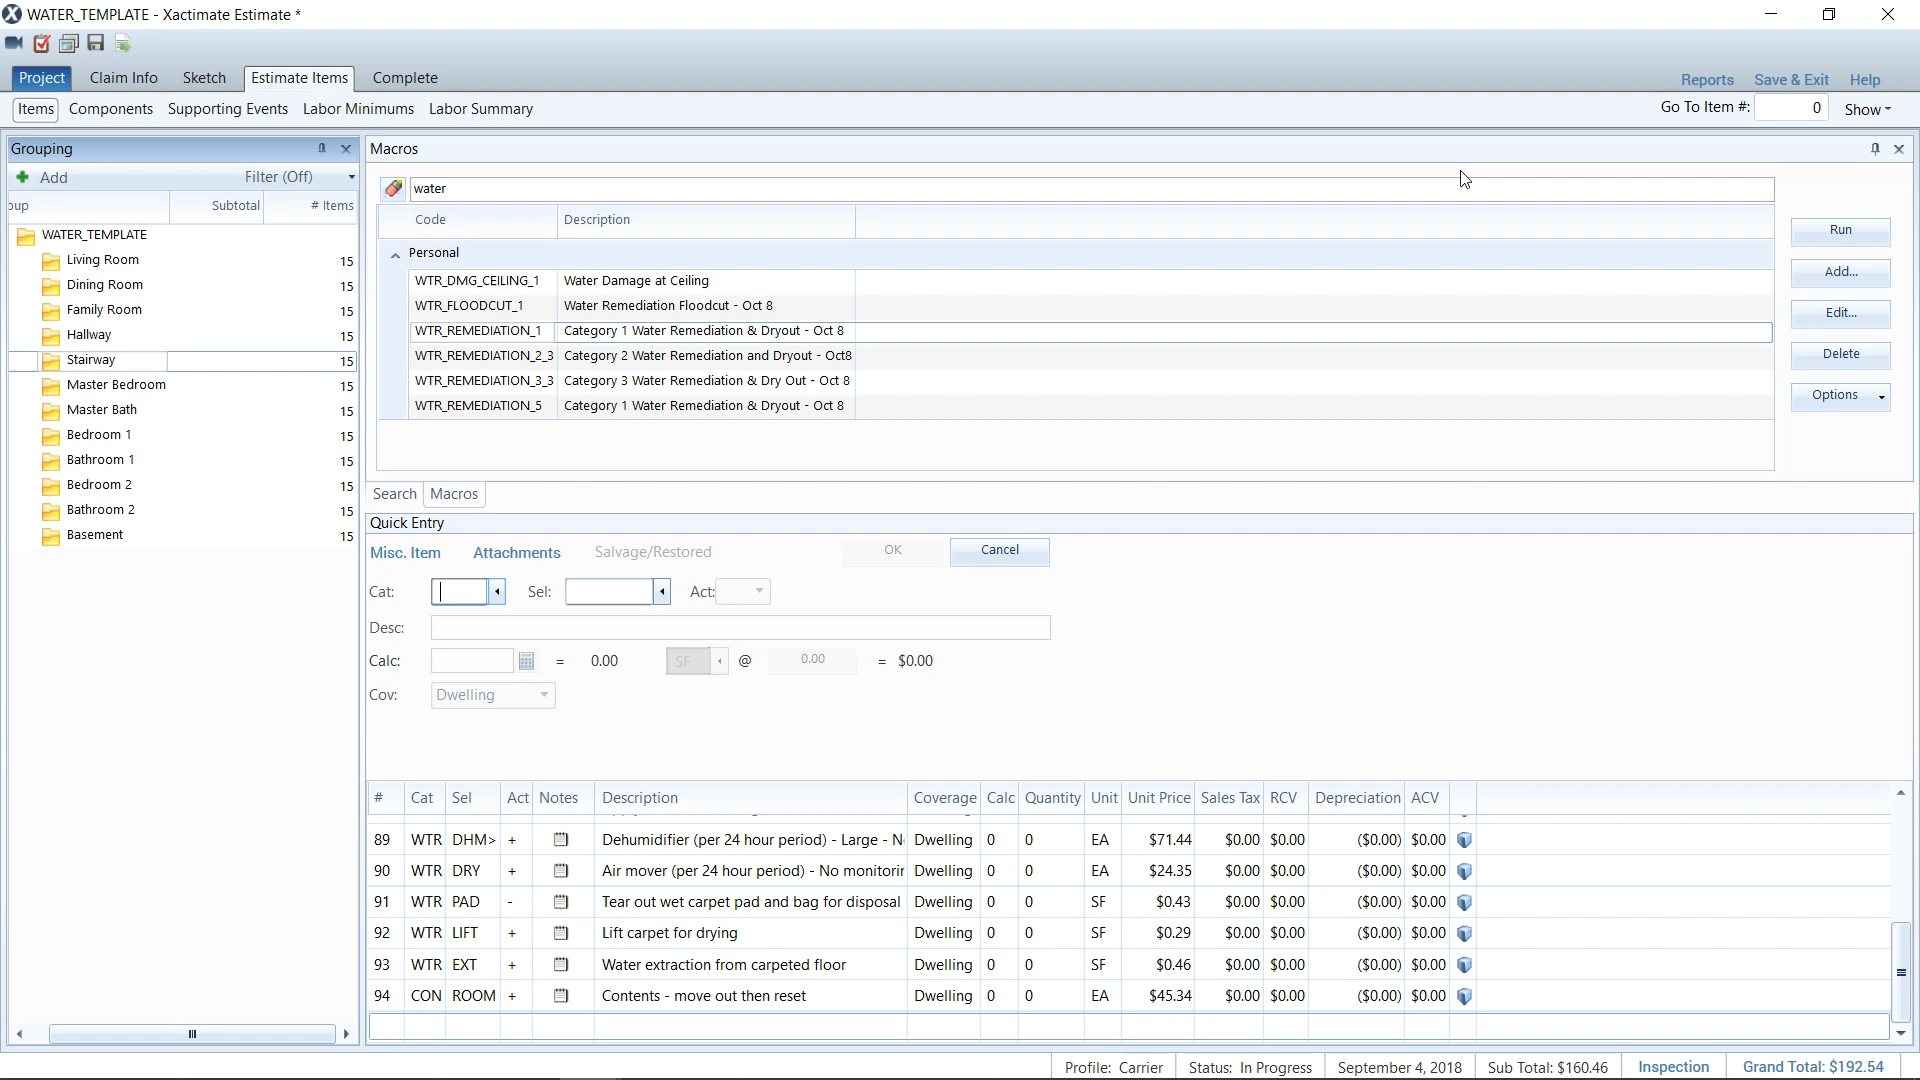 WATER_TEMPLATE - Xactimate Estimate *
Project Claim Info Sketch Estimate Items Complete
Reports Save & Exit Help
Items Components Supporting Events Labor Minimums Labor Summary
Go To Item #: 0 Show
Grouping
Add Filter (Off)
oup Subtotal # Items
WATER_TEMPLATE
Living Room 15
Dining Room 15
Family Room 15
Hallway 15
Stairway 15
Master Bedroom 15
Master Bath 15
Bedroom 1 15
Bathroom 1 15
Bedroom 2 15
Bathroom 2 15
Basement 15
Macros
water
Code Description
Personal
WTR_DMG_CEILING_1 Water Damage at Ceiling
WTR_FLOODCUT_1 Water Remediation Floodcut - Oct 8
WTR_REMEDIATION_1 Category 1 Water Remediation & Dryout - Oct 8
WTR_REMEDIATION_2_3 Category 2 Water Remediation and Dryout - Oct8
WTR_REMEDIATION_3_3 Category 3 Water Remediation & Dry Out - Oct 8
WTR_REMEDIATION_5 Category 1 Water Remediation & Dryout - Oct 8
Run
Add...
Edit...
Delete
Options
Search Macros
Quick Entry
Misc. Item Attachments Salvage/Restored OK Cancel
Cat: Sel: Act:
Desc:
Calc: = 0.00 SF @ 0.00 = $0.00
Cov: Dwelling
# Cat Sel Act Notes Description Coverage Calc Quantity Unit Unit Price Sales Tax RCV Depreciation ACV
89 WTR DHM> + Dehumidifier (per 24 hour period) - Large - N Dwelling 0 0 EA $71.44 $0.00 $0.00 ($0.00) $0.00
90 WTR DRY + Air mover (per 24 hour period) - No monitorir Dwelling 0 0 EA $24.35 $0.00 $0.00 ($0.00) $0.00
91 WTR PAD - Tear out wet carpet pad and bag for disposal Dwelling 0 0 SF $0.43 $0.00 $0.00 ($0.00) $0.00
92 WTR LIFT + Lift carpet for drying Dwelling 0 0 SF $0.29 $0.00 $0.00 ($0.00) $0.00
93 WTR EXT + Water extraction from carpeted floor Dwelling 0 0 SF $0.46 $0.00 $0.00 ($0.00) $0.00
94 CON ROOM + Contents - move out then reset Dwelling 0 0 EA $45.34 $0.00 $0.00 ($0.00) $0.00
Profile: Carrier Status: In Progress September 4, 2018 Sub Total: $160.46 Inspection Grand Total: $192.54